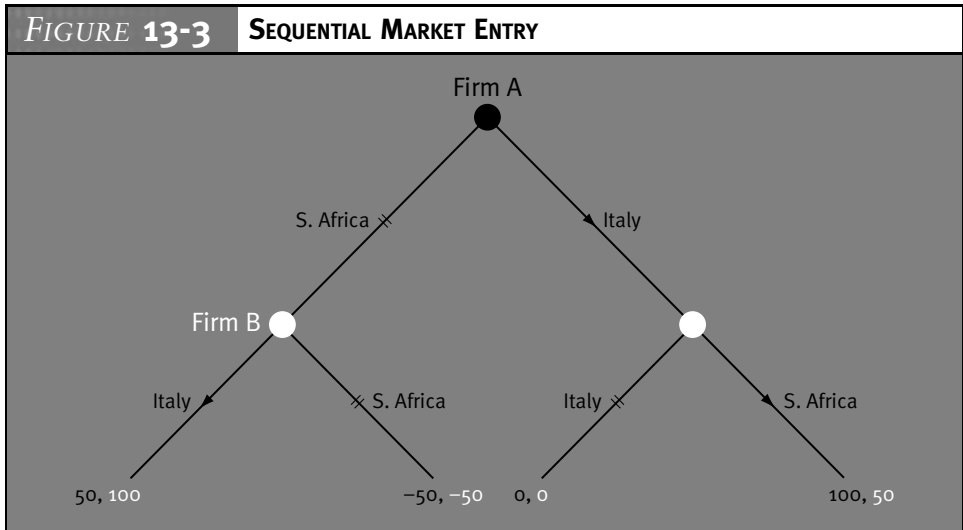 FIGURE 13-3 SEQUENTIAL MARKET ENTRY
Firm A
S. Africa Italy
Firm B
Italy S. Africa Italy S. Africa
50, 100 –50, –50 0, 0 100, 50